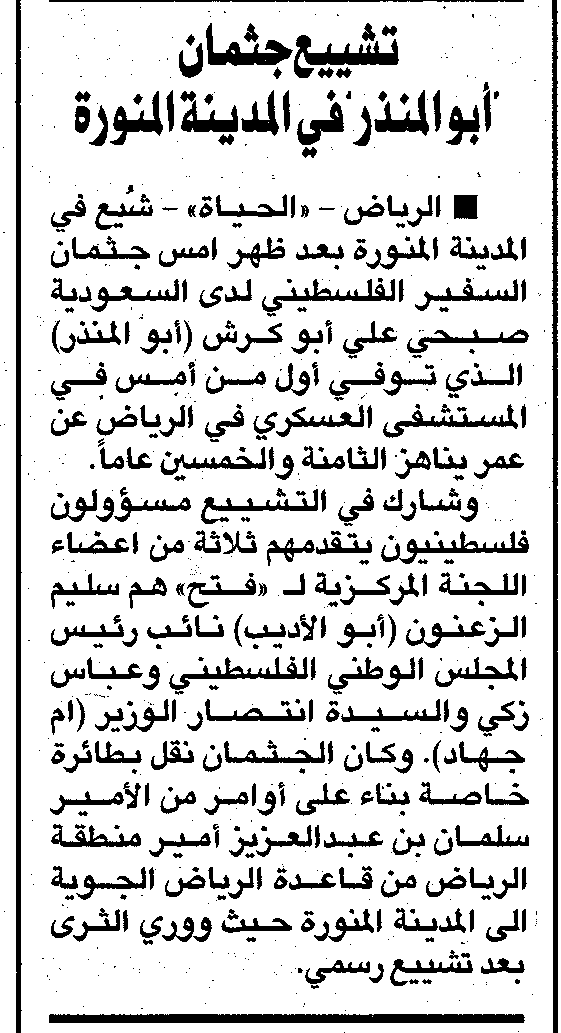 تشييع جثمان
"أبو المنذر" في المدينة المنورة
■ الرياض - «الحياة» - شُيع في
المدينة المنورة بعد ظهر امس جثمان
السفير الفلسطيني لدى السعودية
صبحي علي أبو كرش (أبو المنذر)
الذي توفي أول من أمس في
المستشفى العسكري في الرياض عن
عمر يناهز الثامنة والخمسين عاماً.
وشارك في التشييع مسؤولون
فلسطينيون يتقدمهم ثلاثة من اعضاء
اللجنة المركزية لـ «فتح» هم سليم
الزعنون (أبو الأديب) نائب رئيس
المجلس الوطني الفلسطيني وعباس
زكي والسيدة انتصار الوزير (ام
جهاد). وكان الجثمان نقل بطائرة
خاصة بناء على أوامر من الأمير
سلمان بن عبدالعزيز أمير منطقة
الرياض من قاعدة الرياض الجوية
الى المدينة المنورة حيث ووري الثرى
بعد تشييع رسمي.